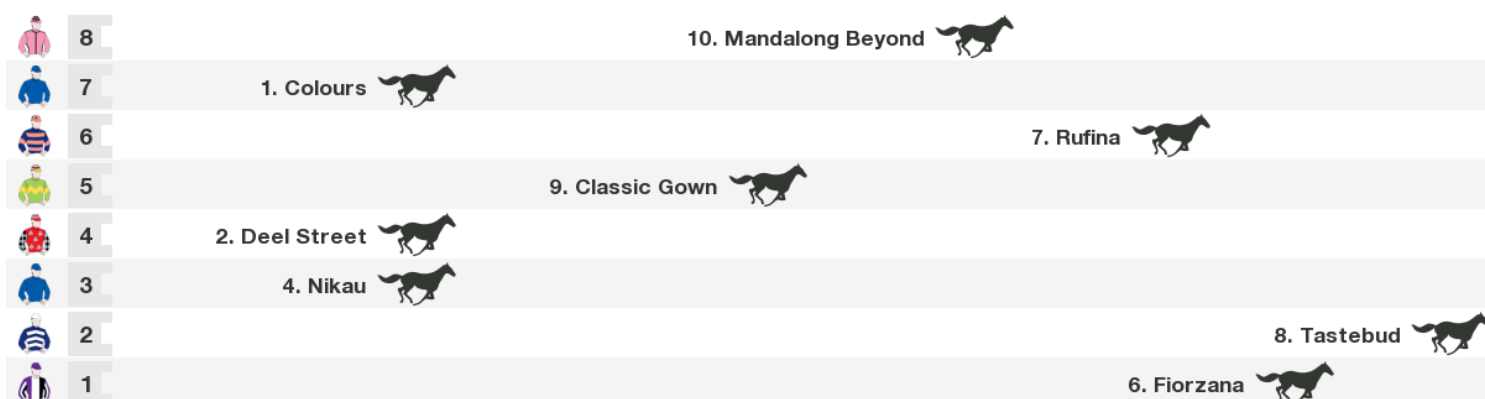 8 10. Mandalong Beyond
7 1. Colours
6 7. Rufina
5 9. Classic Gown
4 2. Deel Street
3 4. Nikau
2 8. Tastebud
1 6. Fiorzana